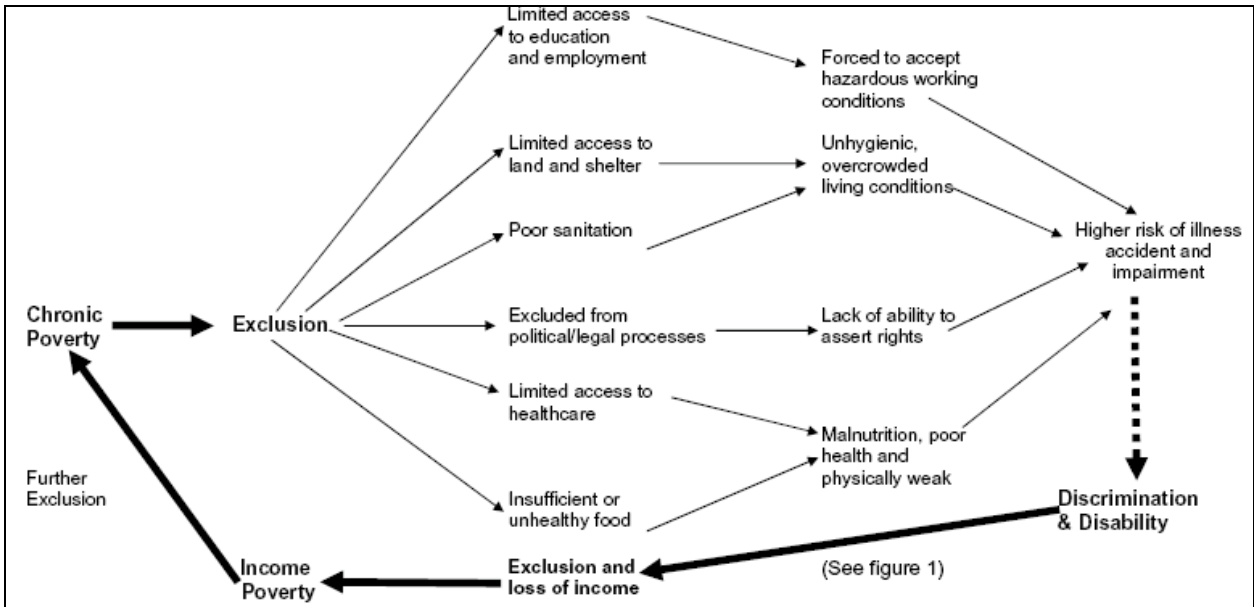 Limited access
to education
and employment
Forced to accept
hazardous working
conditions
Limited access to
land and shelter
Unhygienic,
overcrowded
living conditions
Poor sanitation
Higher risk of illness
accident and
impairment
Chronic
Poverty
Exclusion
Excluded from
political/legal processes
Lack of ability to
assert rights
Limited access to
healthcare
Malnutrition, poor
health and
physically weak
Further
Exclusion
Insufficient or
unhealthy food
Discrimination
& Disability
Income
Poverty
Exclusion and
loss of income
(See figure 1)